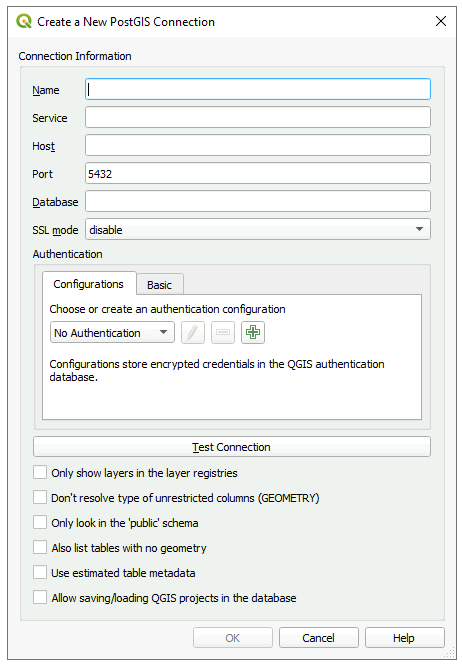 Create a New PostGIS Connection
Connection Information
Name
Service
Host
Port 5432
Database
SSL mode disable
Authentication
Configurations Basic
Choose or create an authentication configuration
No Authentication
Configurations store encrypted credentials in the QGIS authentication
database.
Test Connection
Only show layers in the layer registries
Don't resolve type of unrestricted columns (GEOMETRY)
Only look in the 'public' schema
Also list tables with no geometry
Use estimated table metadata
Allow saving/loading QGIS projects in the database
OK Cancel Help